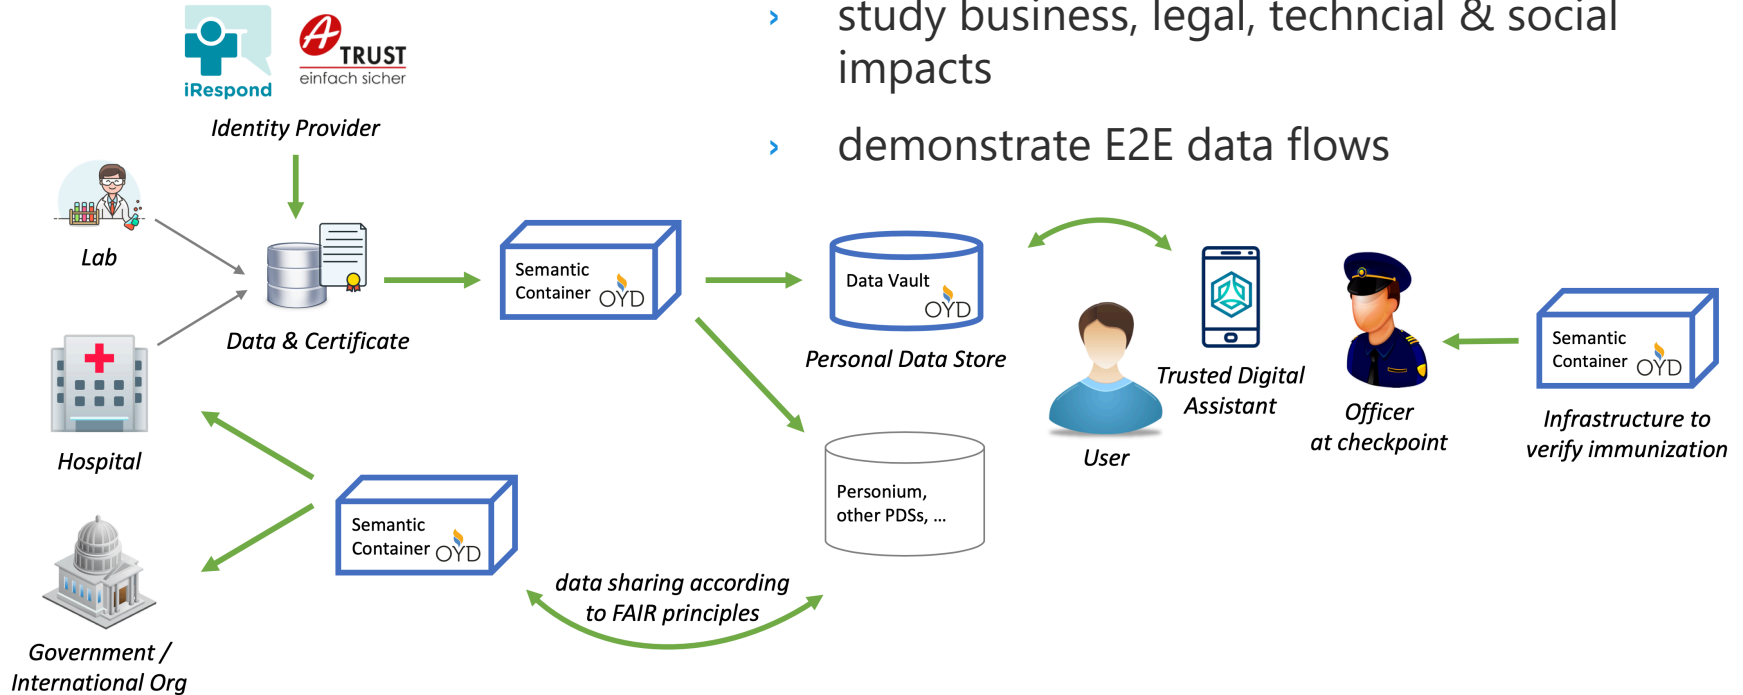 study business, legal, techncial & social
impacts
demonstrate E2E data flows
iRespond
A
TRUST
einfach sicher
Identity Provider
Lab
Data & Certificate
Semantic
Container OYD
Data Vault
OYD
Personal Data Store
User
Trusted Digital
Assistant
Officer
at checkpoint
Semantic
Container OYD
Infrastructure to
verify immunization
Hospital
Personium,
other PDSs, ...
Semantic
Container OYD
data sharing according
to FAIR principles
Government /
International Org